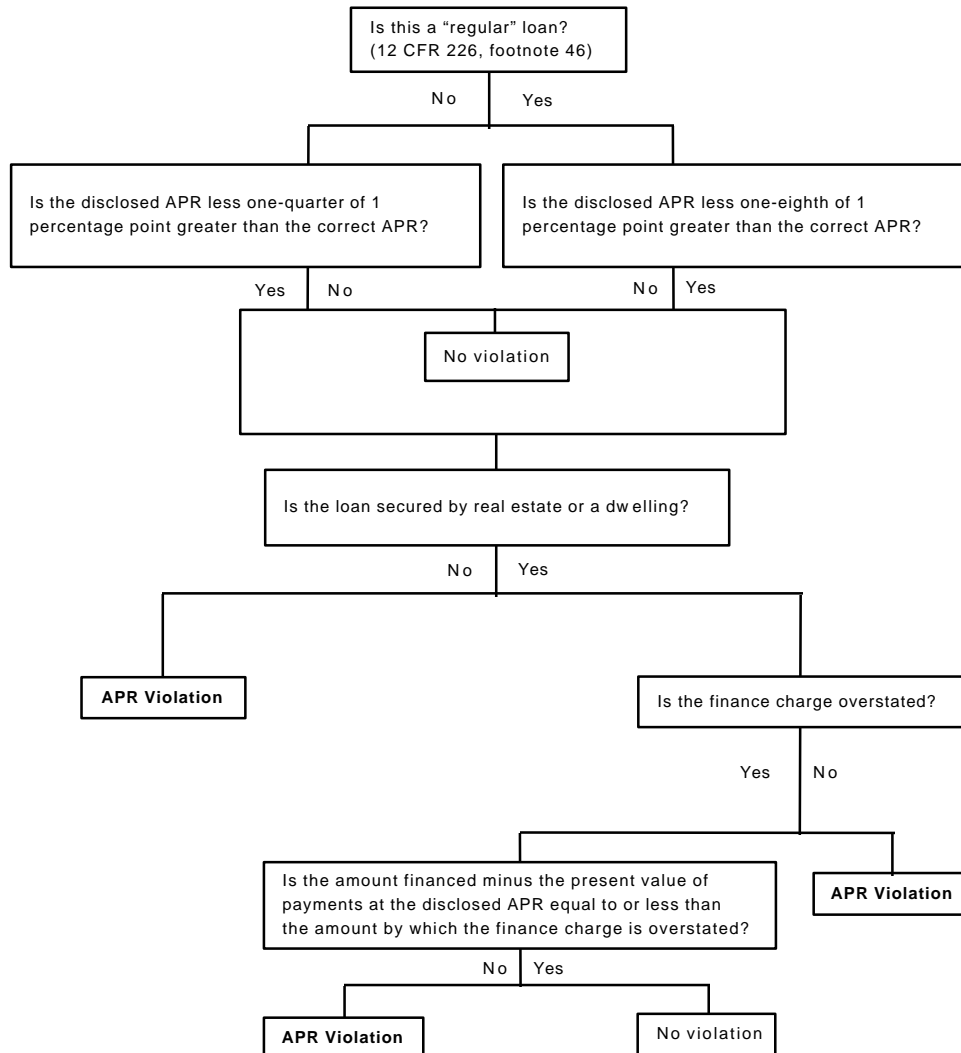 Is this a “regular” loan?
(12 CFR 226, footnote 46)
No Yes
Is the disclosed APR less one-quarter of 1
percentage point greater than the correct APR?
Is the disclosed APR less one-eighth of 1
percentage point greater than the correct APR?
Yes No
No Yes
No violation
Is the loan secured by real estate or a dwelling?
No Yes
APR Violation
Is the finance charge overstated?
Yes No
Is the amount financed minus the present value of
payments at the disclosed APR equal to or less than
the amount by which the finance charge is overstated?
APR Violation
No Yes
APR Violation
No violation